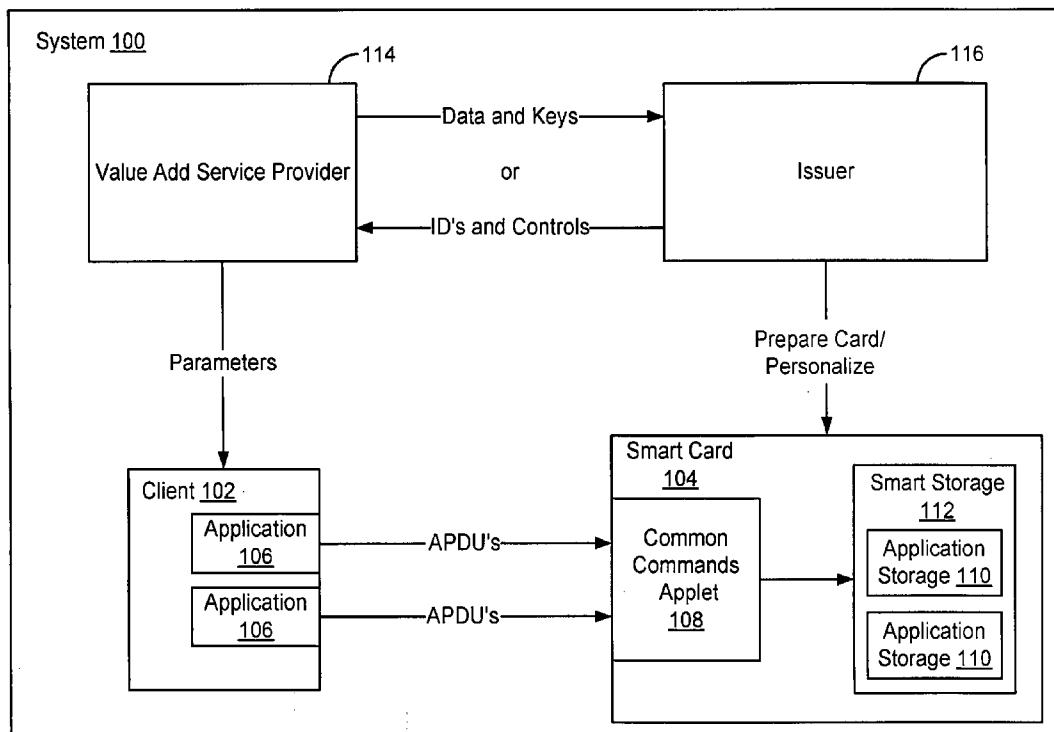 System 100
114
116
Value Add Service Provider
Data and Keys
or
ID's and Controls
Issuer
Parameters
Prepare Card/
Personalize
Client 102
Application
106
Application
106
APDU's
APDU's
Smart Card
104
Common
Commands
Applet
108
Smart Storage
112
Application
Storage 110
Application
Storage 110